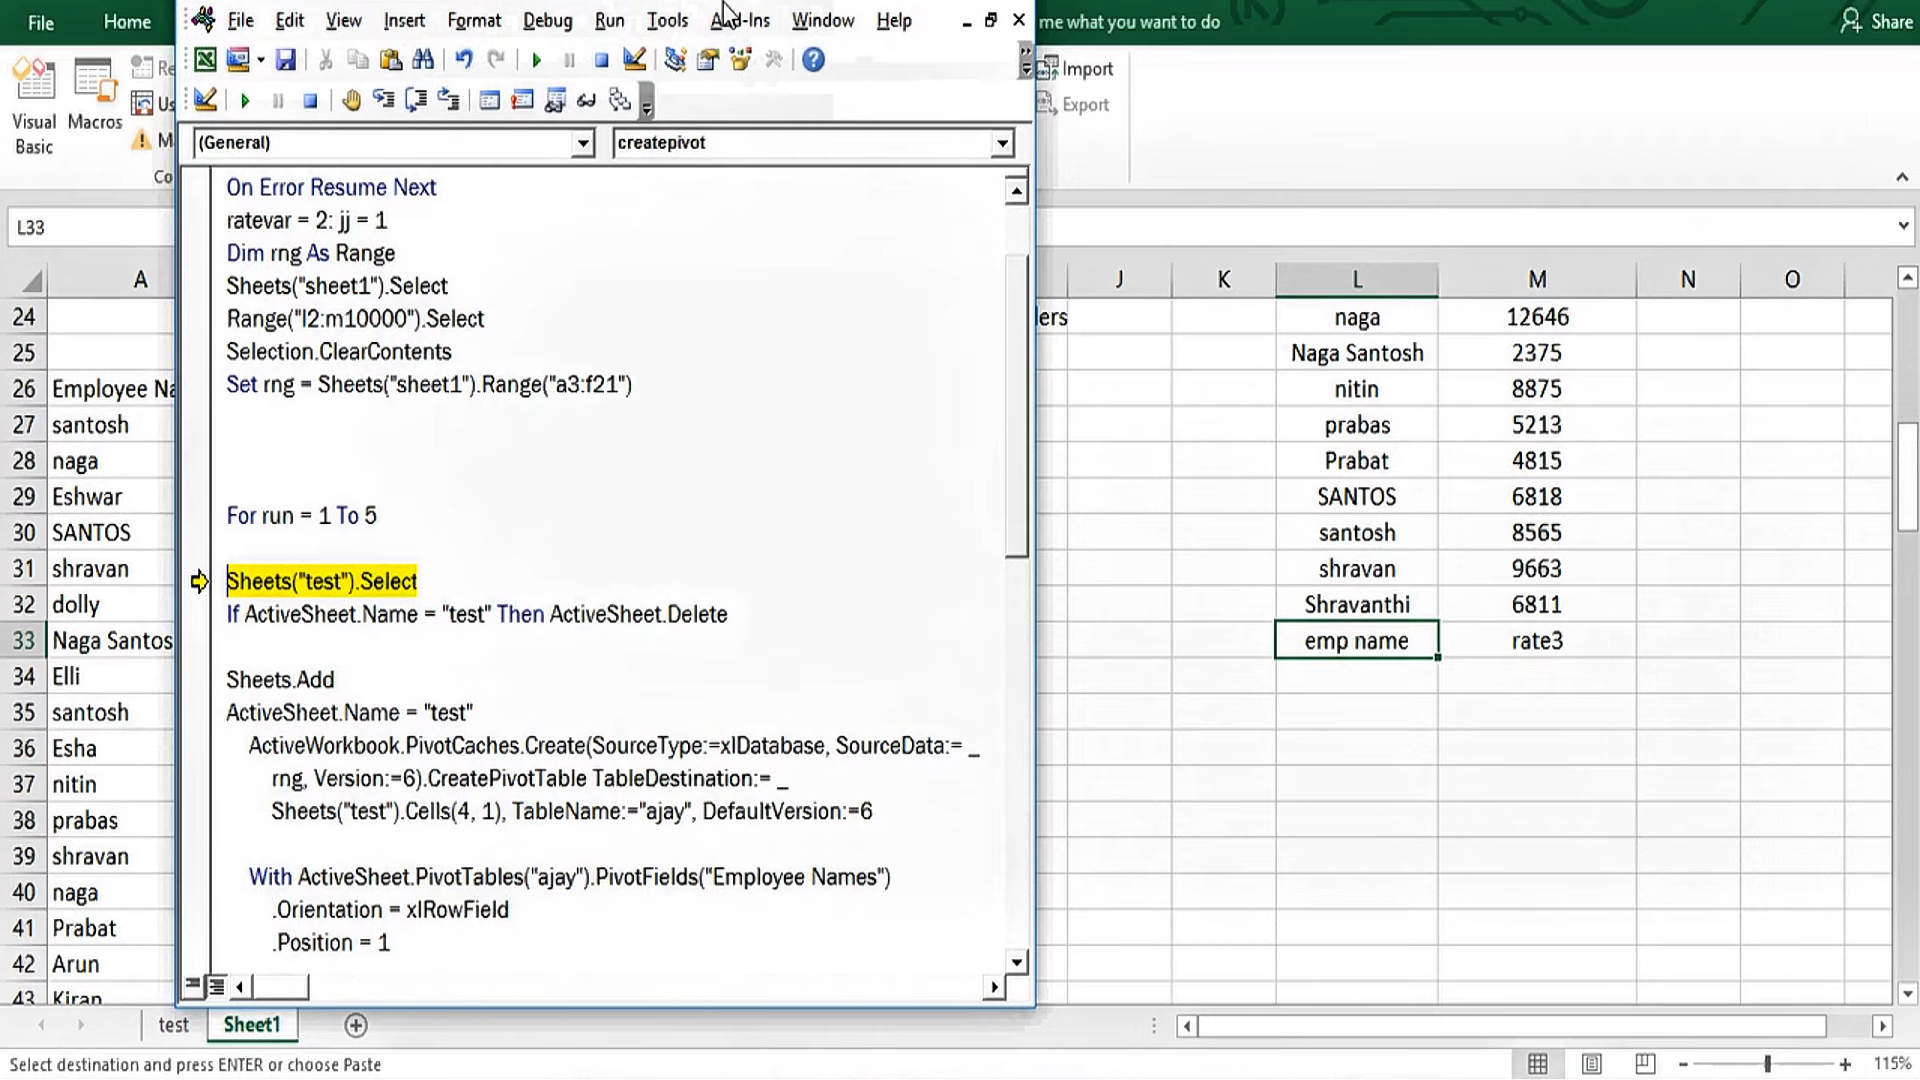 File Home
File Edit View Insert Format Debug Run Tools Add-Ins Window Help
me what you want to do
Share
Visual Basic
Macros
Re
Us
M
Co
Import
Export
(General)
createpivot
L33
On Error Resume Next
ratevar = 2: jj = 1
Dim rng As Range
Sheets("sheet1").Select
Range("l2:m10000").Select
Selection.ClearContents
Set rng = Sheets("sheet1").Range("a3:f21")
For run = 1 To 5
Sheets("test").Select
If ActiveSheet.Name = "test" Then ActiveSheet.Delete
Sheets.Add
ActiveSheet.Name = "test"
ActiveWorkbook.PivotCaches.Create(SourceType:=xlDatabase, SourceData:= _
rng, Version:=6).CreatePivotTable TableDestination:= _
Sheets("test").Cells(4, 1), TableName:="ajay", DefaultVersion:=6
With ActiveSheet.PivotTables("ajay").PivotFields("Employee Names")
.Orientation = xlRowField
.Position = 1
A J K L M N O
24 ders naga 12646
25 Naga Santosh 2375
26 Employee Na nitin 8875
27 santosh prabas 5213
28 naga Prabat 4815
29 Eshwar SANTOS 6818
30 SANTOS santosh 8565
31 shravan shravan 9663
32 dolly Shravanthi 6811
33 Naga Santos emp name rate3
34 Elli
35 santosh
36 Esha
37 nitin
38 prabas
39 shravan
40 naga
41 Prabat
42 Arun
43 Kiran
test Sheet1
Select destination and press ENTER or choose Paste
115%